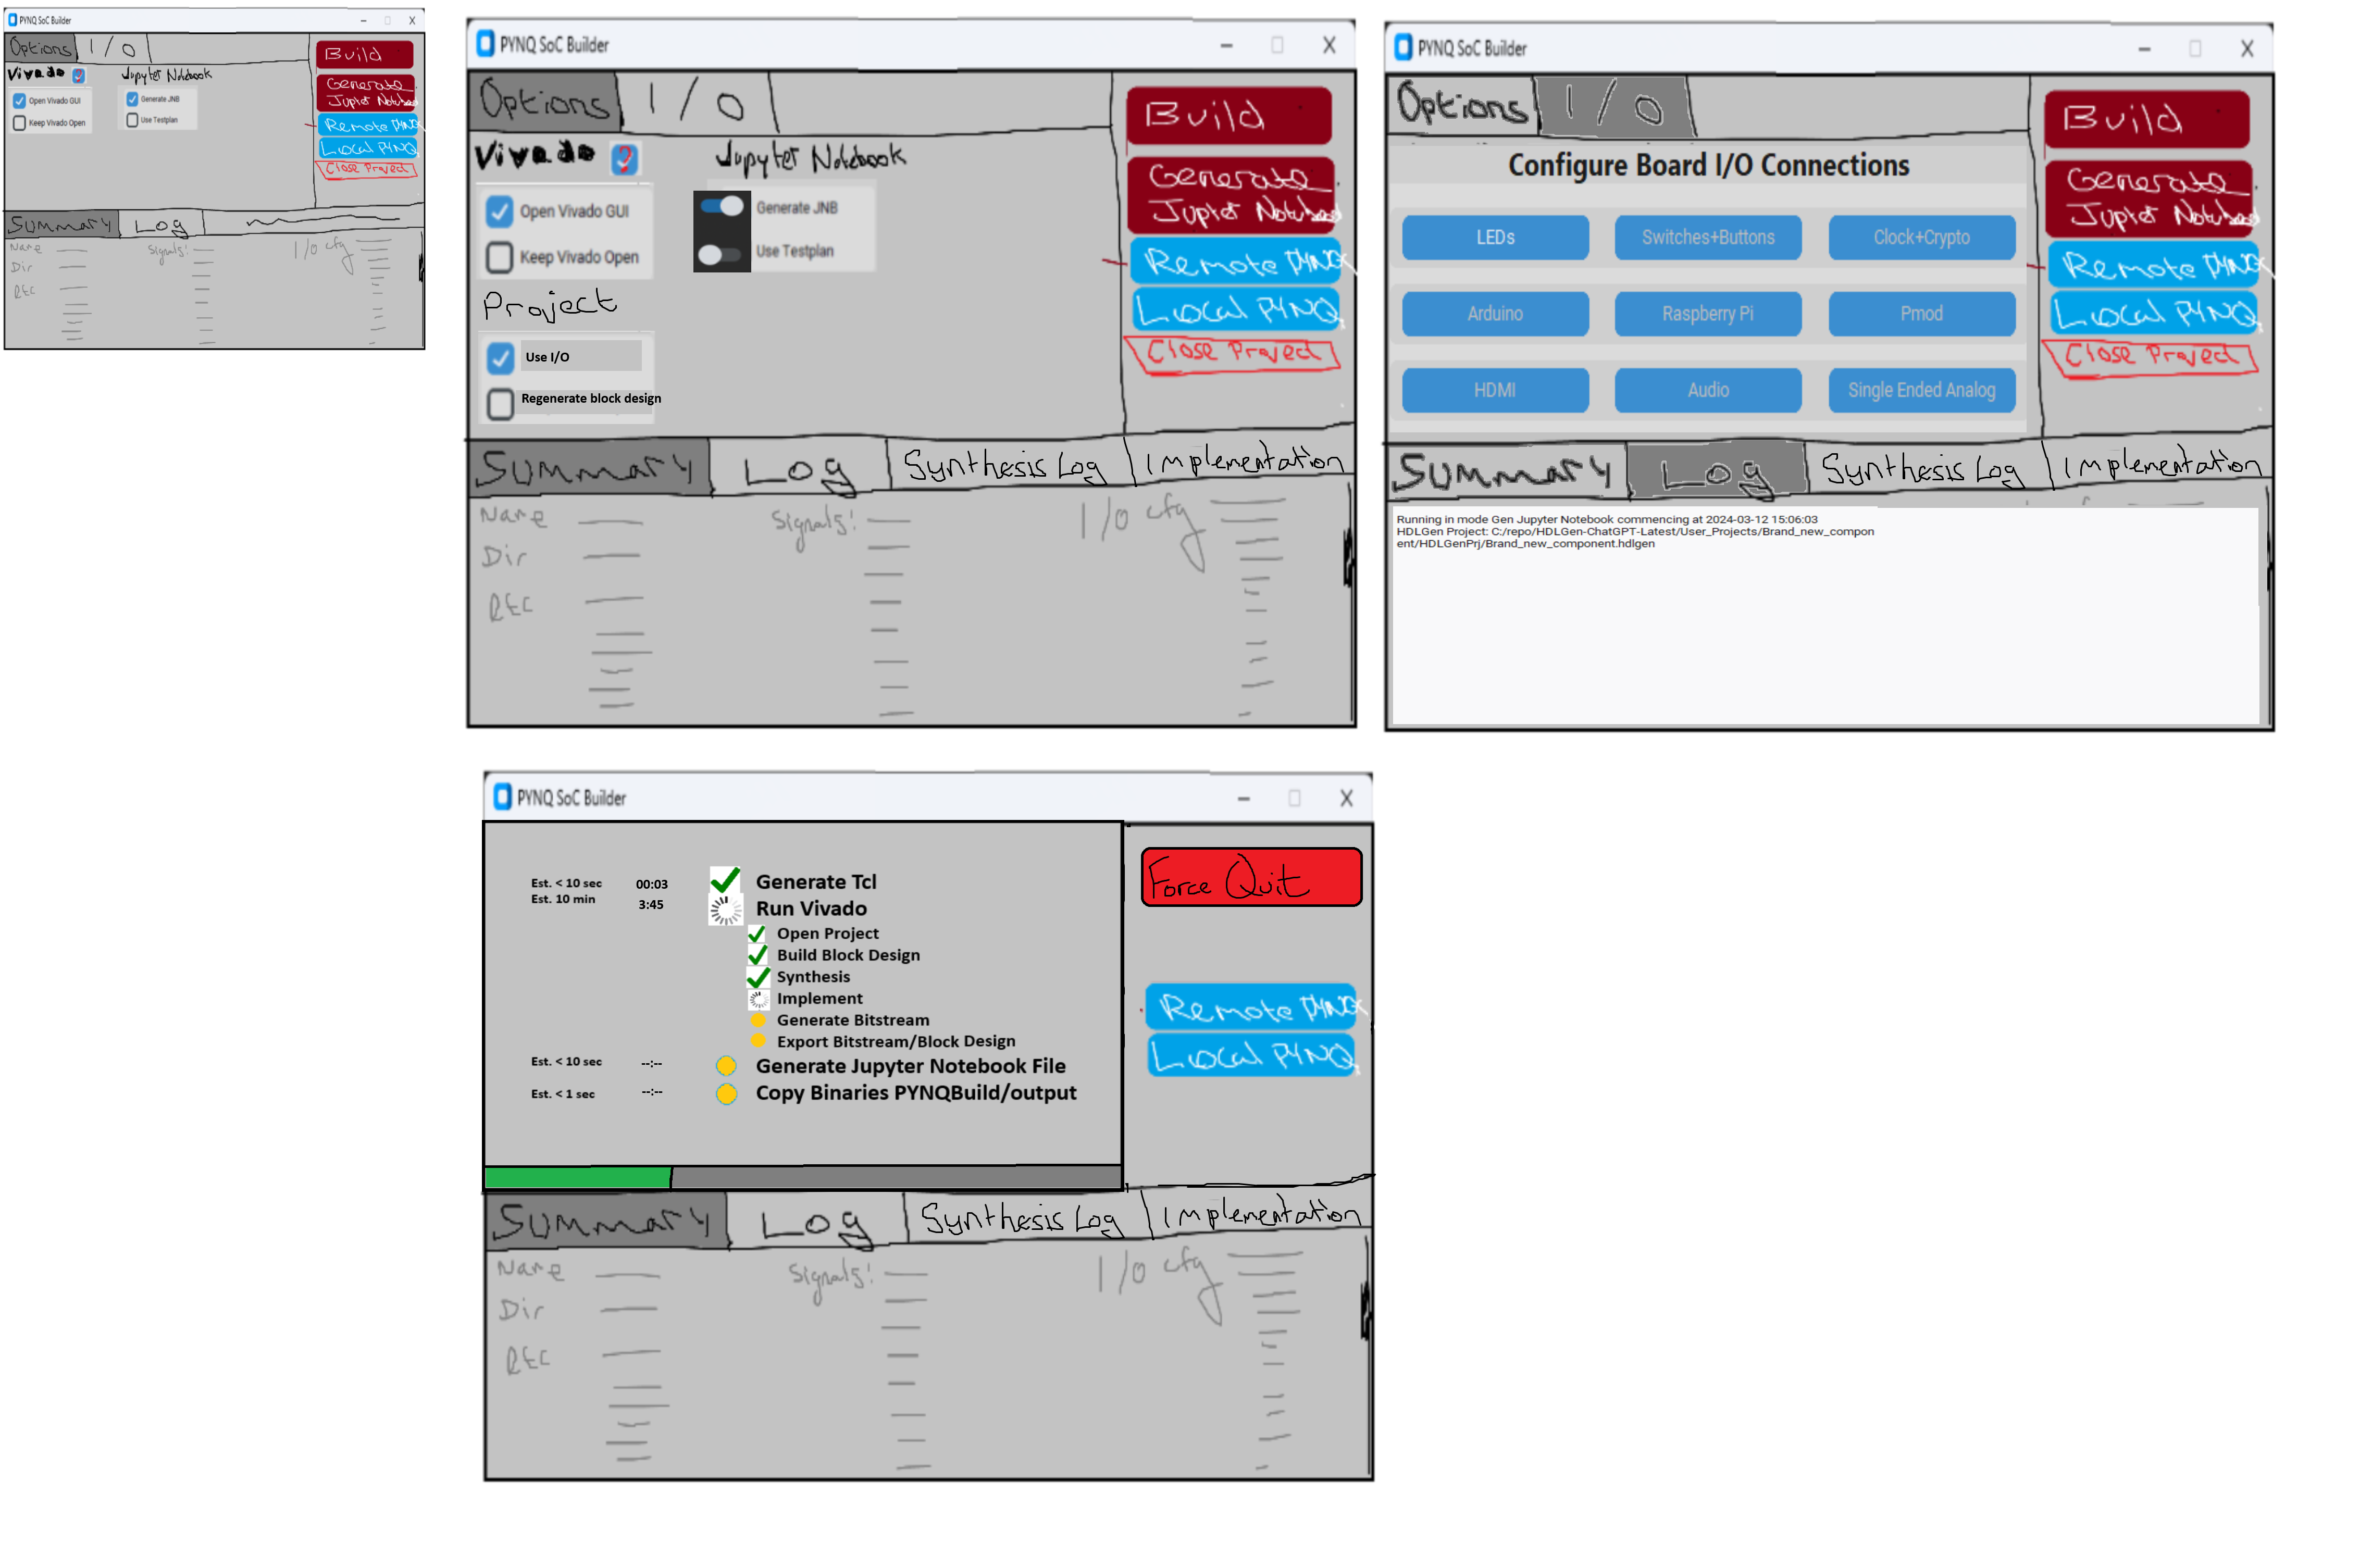 PYNQ SoC Builder
Options I/O
Vivado ? Jupyter Notebook
Open Vivado GUI Generate JNB
Keep Vivado Open Use Testplan
Build
Generate
Juptet Notebook
Remote PYNQ
Local PYNQ
Close Project
Summary Log
Name Signals: I/O cfg
Dir
PYNQ SoC Builder
Options I/O
Vivado ? Jupyter Notebook
Open Vivado GUI Generate JNB
Keep Vivado Open Use Testplan
Project
Use I/O
Regenerate block design
Build
Generate
Juptet Notebook
Remote PYNQ
Local PYNQ
Close Project
Summary Log Synthesis Log Implementation
Name Signals: I/O cfg
Dir
PYNQ SoC Builder
Options I/O
Configure Board I/O Connections
LEDs Switches+Buttons Clock+Crypto
Arduino Raspberry Pi Pmod
HDMI Audio Single Ended Analog
Build
Generate
Juptet Notebook
Remote PYNQ
Local PYNQ
Close Project
Summary Log Synthesis Log Implementation
Running in mode Gen Jupyter Notebook commencing at 2024-03-12 15:06:03
HDLGen Project: C:/repo/HDLGen-ChatGPT-Latest/User_Projects/Brand_new_compon
ent/HDLGenPrj/Brand_new_component.hdlgen
PYNQ SoC Builder
Est. < 10 sec 00:03 Generate Tcl
Est. 10 min 3:45 Run Vivado
Open Project
Build Block Design
Synthesis
Implement
Generate Bitstream
Export Bitstream/Block Design
Est. < 10 sec --:-- Generate Jupyter Notebook File
Est. < 1 sec --:-- Copy Binaries PYNQBuild/output
Force Quit
Remote PYNQ
Local PYNQ
Summary Log Synthesis Log Implementation
Name Signals: I/O cfg
Dir